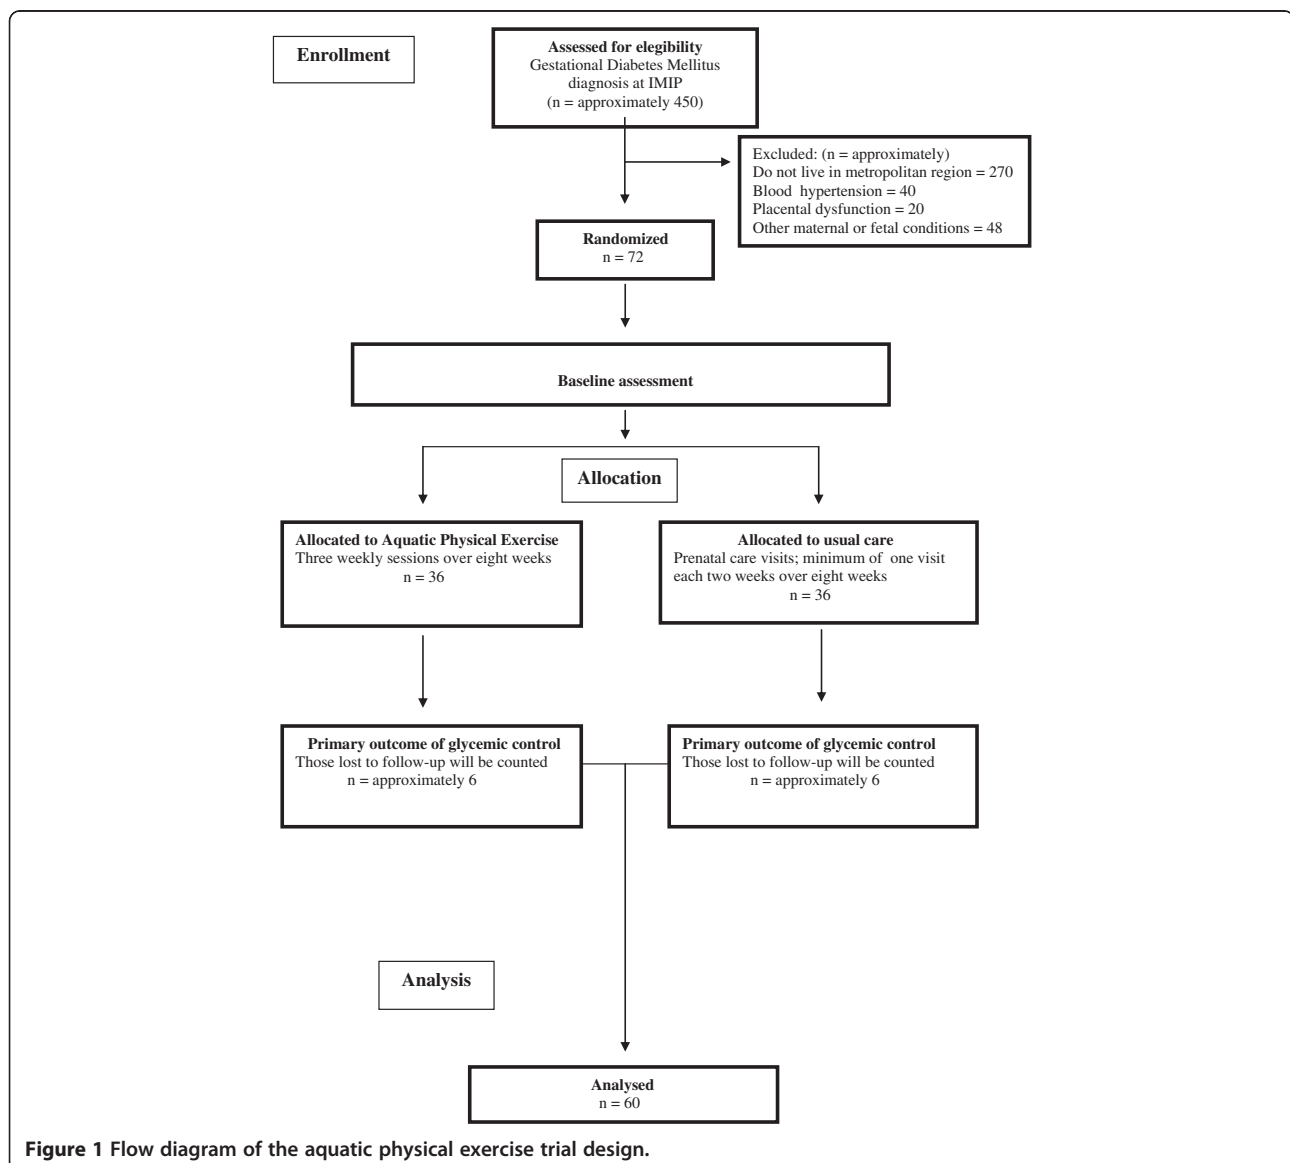 Enrollment
Assessed for elegibility
Gestational Diabetes Mellitus
diagnosis at IMIP
(n = approximately 450)
Excluded: (n = approximately)
Do not live in metropolitan region = 270
Blood hypertension = 40
Placental dysfunction = 20
Other maternal or fetal conditions = 48
Randomized
n = 72
Baseline assessment
Allocation
Allocated to Aquatic Physical Exercise
Three weekly sessions over eight weeks
n = 36
Allocated to usual care
Prenatal care visits; minimum of one visit
each two weeks over eight weeks
n = 36
Primary outcome of glycemic control
Those lost to follow-up will be counted
n = approximately 6
Primary outcome of glycemic control
Those lost to follow-up will be counted
n = approximately 6
Analysis
Analysed
n = 60
Figure 1 Flow diagram of the aquatic physical exercise trial design.